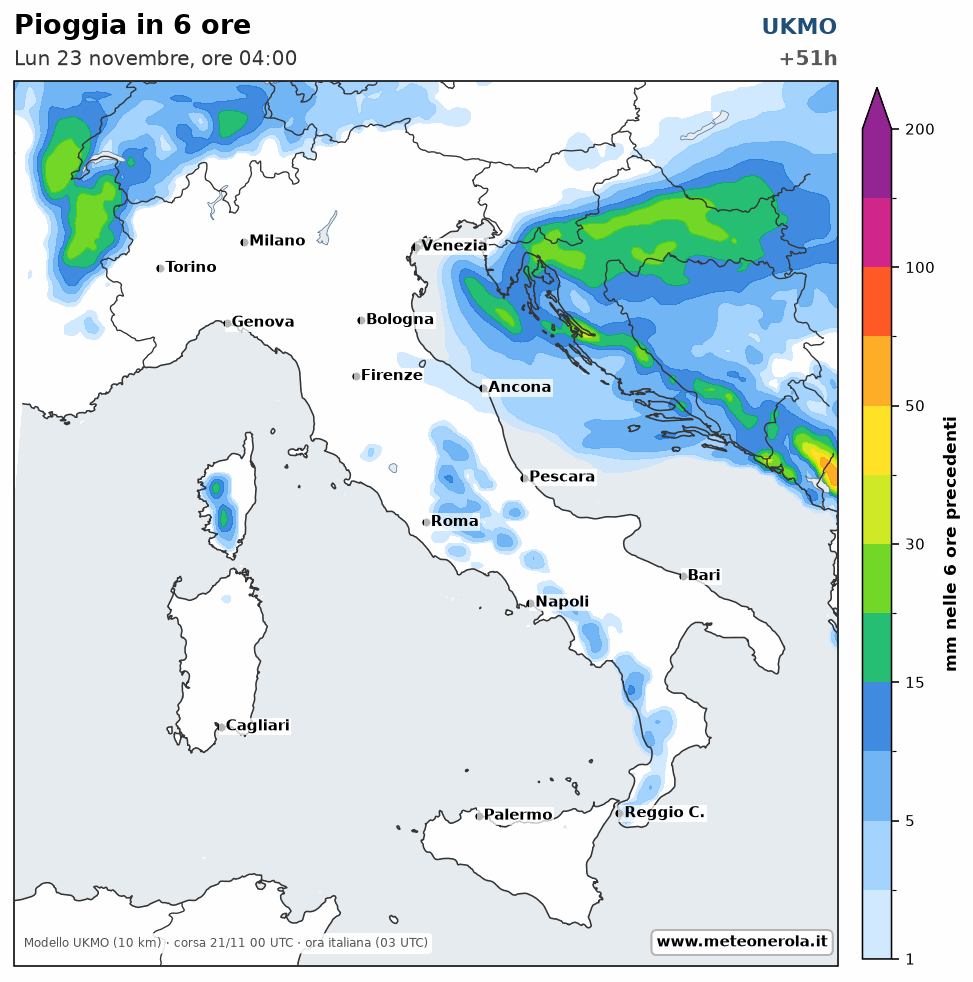 Pioggia in 6 ore
UKMO
Lun 23 novembre, ore 04:00
+51h
200
100
50
30
15
5
1
mm nelle 6 ore precedenti
Milano
Venezia
Torino
Genova
Bologna
Firenze
Ancona
Pescara
Roma
Bari
Napoli
Cagliari
Palermo
Reggio C.
Modello UKMO (10 km) · corsa 21/11 00 UTC · ora italiana (03 UTC)
www.meteonerola.it